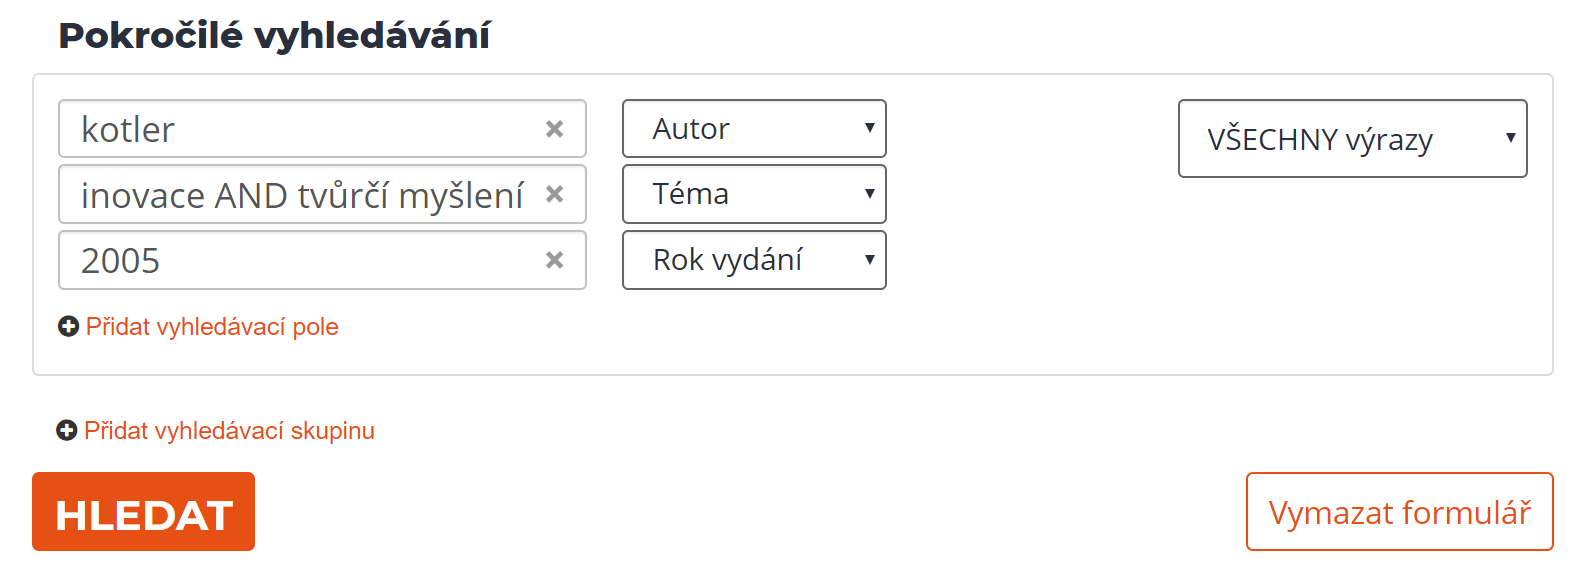 Pokročilé vyhledávání
kotler Autor VŠECHNY výrazy
inovace AND tvůrčí myšlení Téma
2005 Rok vydání
Přidat vyhledávací pole
Přidat vyhledávací skupinu
HLEDAT Vymazat formulář